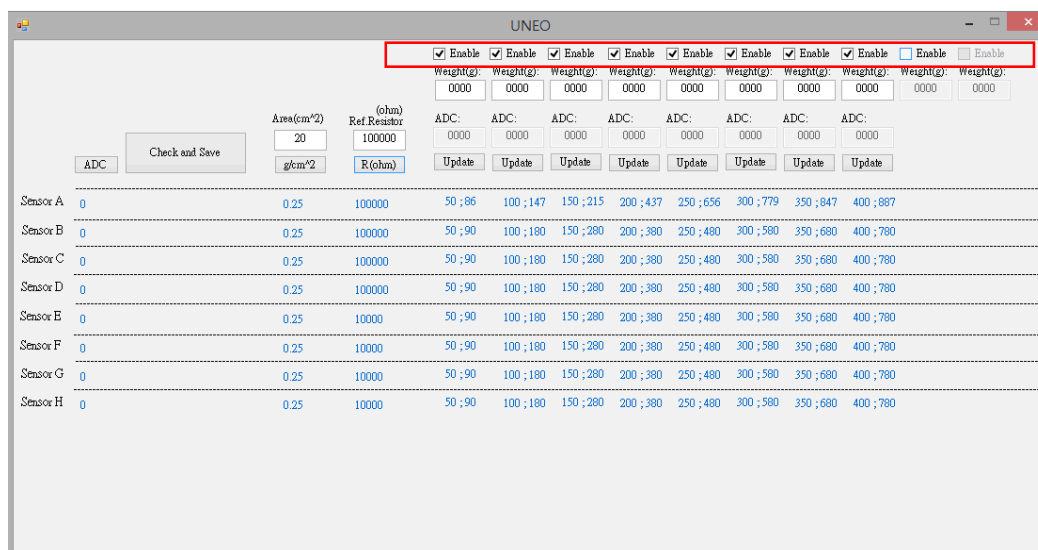 UNEO
Enable Enable Enable Enable Enable Enable Enable Enable Enable Enable
Weight(g): Weight(g): Weight(g): Weight(g): Weight(g): Weight(g): Weight(g): Weight(g): Weight(g): Weight(g):
0000 0000 0000 0000 0000 0000 0000 0000 0000 0000
(ohm)
Area(cm^2) Ref.Resistor ADC: ADC: ADC: ADC: ADC: ADC: ADC: ADC:
20 100000 0000 0000 0000 0000 0000 0000 0000 0000
ADC Check and Save g/cm^2 R(ohm) Update Update Update Update Update Update Update Update
Sensor A 0 0.25 100000 50 ;86 100 ;147 150 ;215 200 ;437 250 ;656 300 ;779 350 ;847 400 ;887
Sensor B 0 0.25 100000 50 ;90 100 ;180 150 ;280 200 ;380 250 ;480 300 ;580 350 ;680 400 ;780
Sensor C 0 0.25 100000 50 ;90 100 ;180 150 ;280 200 ;380 250 ;480 300 ;580 350 ;680 400 ;780
Sensor D 0 0.25 100000 50 ;90 100 ;180 150 ;280 200 ;380 250 ;480 300 ;580 350 ;680 400 ;780
Sensor E 0 0.25 10000 50 ;90 100 ;180 150 ;280 200 ;380 250 ;480 300 ;580 350 ;680 400 ;780
Sensor F 0 0.25 10000 50 ;90 100 ;180 150 ;280 200 ;380 250 ;480 300 ;580 350 ;680 400 ;780
Sensor G 0 0.25 10000 50 ;90 100 ;180 150 ;280 200 ;380 250 ;480 300 ;580 350 ;680 400 ;780
Sensor H 0 0.25 10000 50 ;90 100 ;180 150 ;280 200 ;380 250 ;480 300 ;580 350 ;680 400 ;780